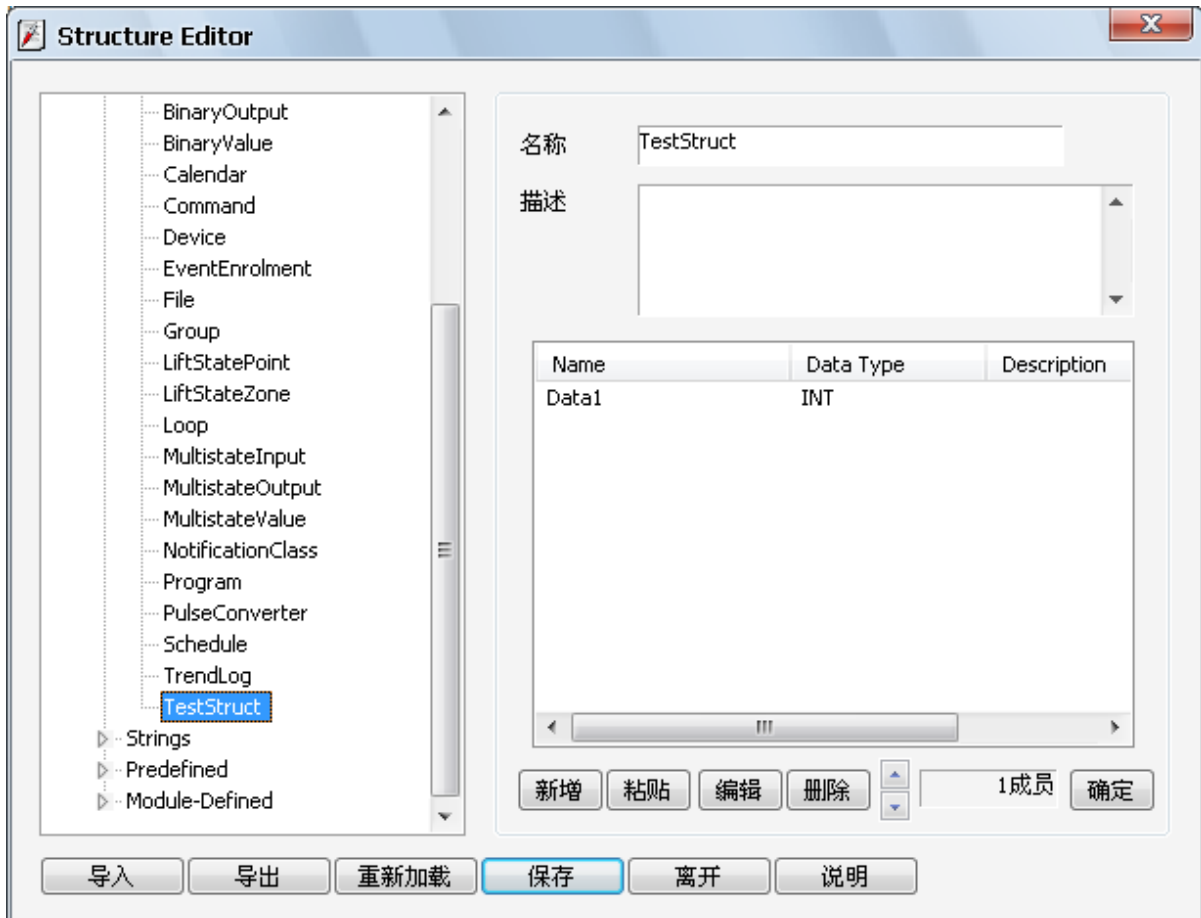 Structure Editor
BinaryOutput
BinaryValue
Calendar
Command
Device
EventEnrolment
File
Group
LiftStatePoint
LiftStateZone
Loop
MultistateInput
MultistateOutput
MultistateValue
NotificationClass
Program
PulseConverter
Schedule
TrendLog
TestStruct
Strings
Predefined
Module-Defined
名称 TestStruct
描述
Name Data Type Description
Data1 INT
新增 粘贴 编辑 删除 1成员 确定
导入 导出 重新加载 保存 离开 说明